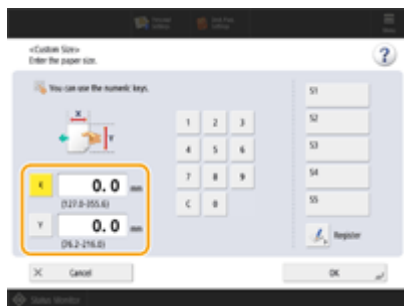 Menu
<Custom Size>
Enter the paper size.
?
You can use the numeric keys.
X
Y
1 2 3
4 5 6
7 8 9
C 0
X 0.0 mm
(127.0-355.6)
Y 0.0 mm
(76.2-216.0)
S1
S2
S3
S4
S5
Register
Cancel
OK
Status Monitor